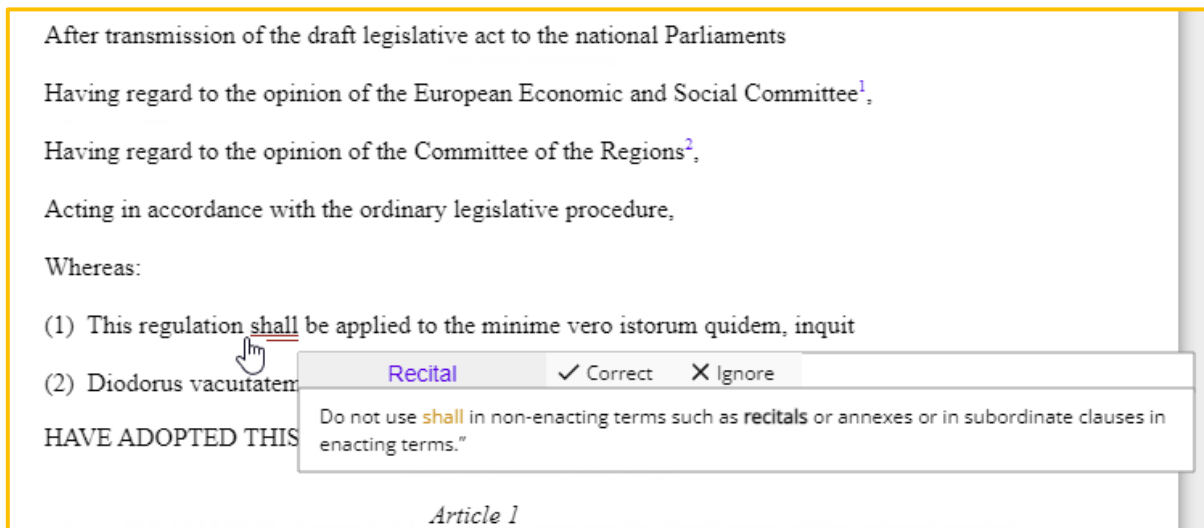 After transmission of the draft legislative act to the national Parliaments
Having regard to the opinion of the European Economic and Social Committee¹,
Having regard to the opinion of the Committee of the Regions²,
Acting in accordance with the ordinary legislative procedure,
Whereas:
(1) This regulation shall be applied to the minime vero istorum quidem, inquit
(2) Diodorus vacuitatem
Recital ✓ Correct ✕ Ignore
Do not use shall in non-enacting terms such as recitals or annexes or in subordinate clauses in
enacting terms.”
HAVE ADOPTED THIS
Article 1